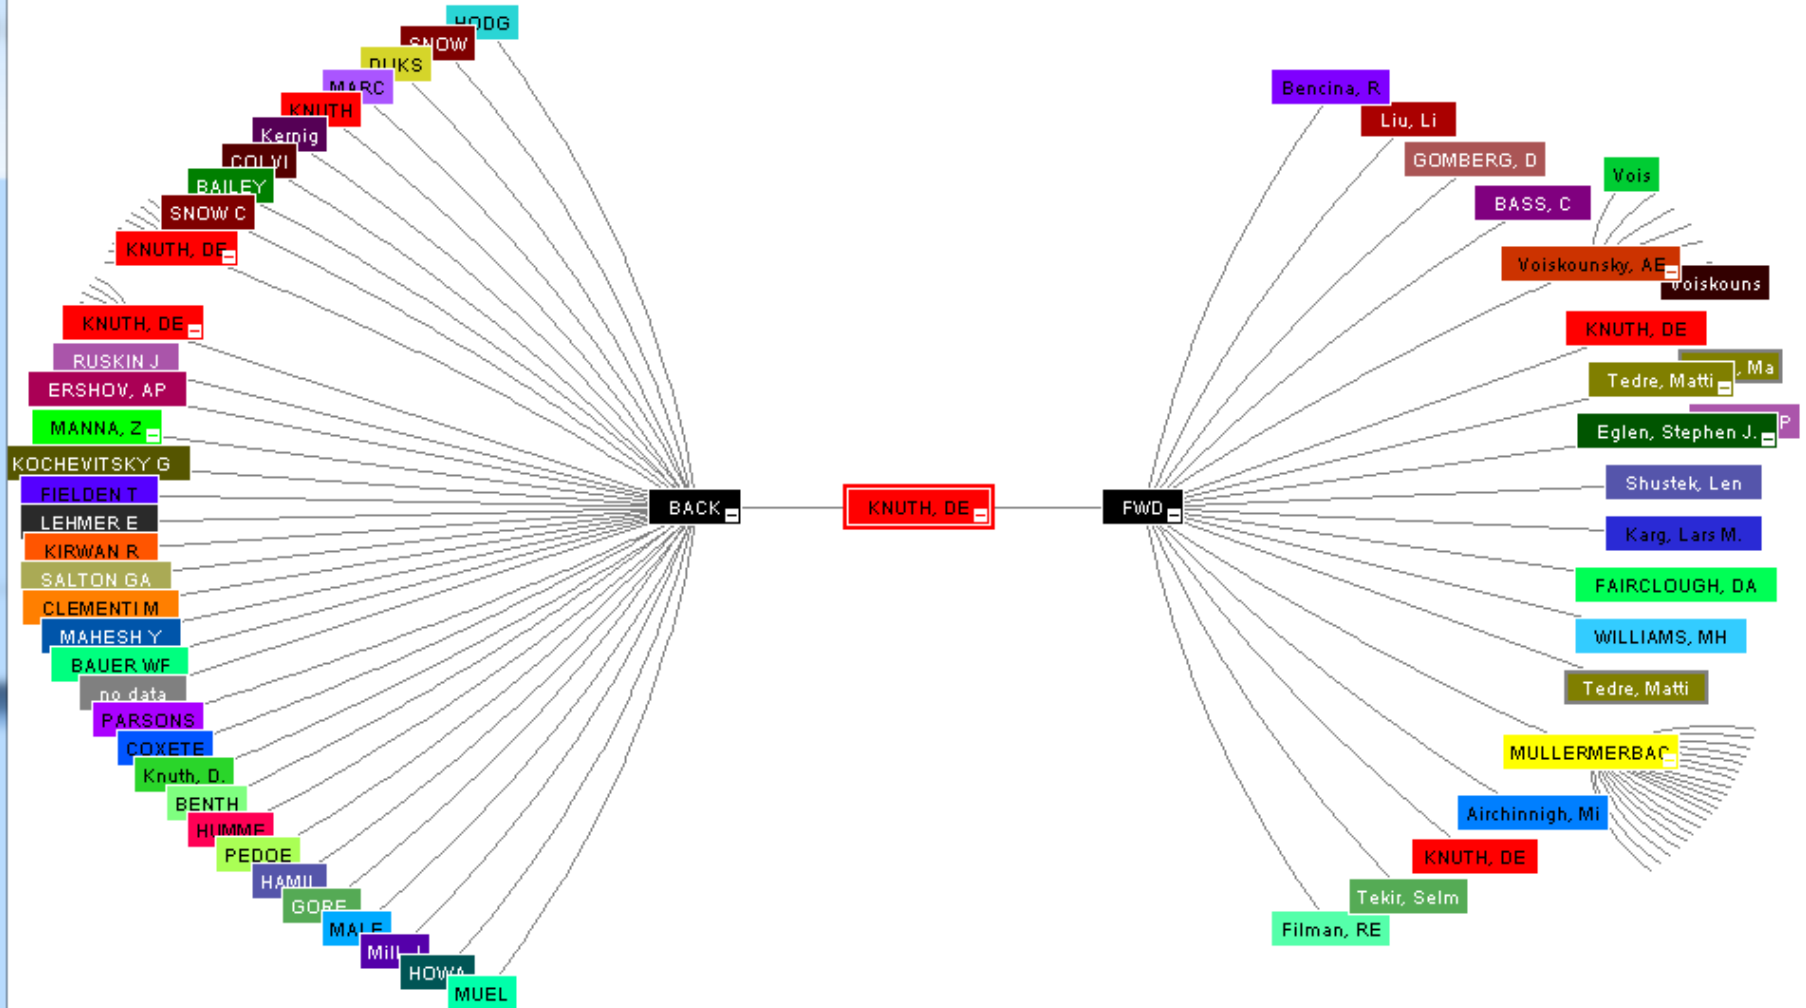 HODG
SNOW
DUKS
MARC
KNUTH
Kernig
COLVI
BAILEY
SNOW C
KNUTH, DE
KNUTH, DE
RUSKIN J
ERSHOV, AP
MANNA, Z
KOCHEVITSKY G
FIELDEN T
LEHMER E
KIRWAN R
SALTON GA
CLEMENTI M
MAHESH Y
BAUER WF
no data
PARSONS
COXETE
Knuth, D.
BENTH
HUMME
PEDOE
HAMIL
GORE
MALE
Mill, J
HOWA
MUEL
BACK
KNUTH, DE
FWD
Bencina, R
Liu, Li
GOMBERG, D
BASS, C
Vois
Voiskounsky, AE
Voiskouns
KNUTH, DE
Tedre, Matti
, Ma
Eglen, Stephen J.
P
Shustek, Len
Karg, Lars M.
FAIRCLOUGH, DA
WILLIAMS, MH
Tedre, Matti
MULLERMERBAC
Airchinnigh, Mi
KNUTH, DE
Tekir, Selm
Filman, RE